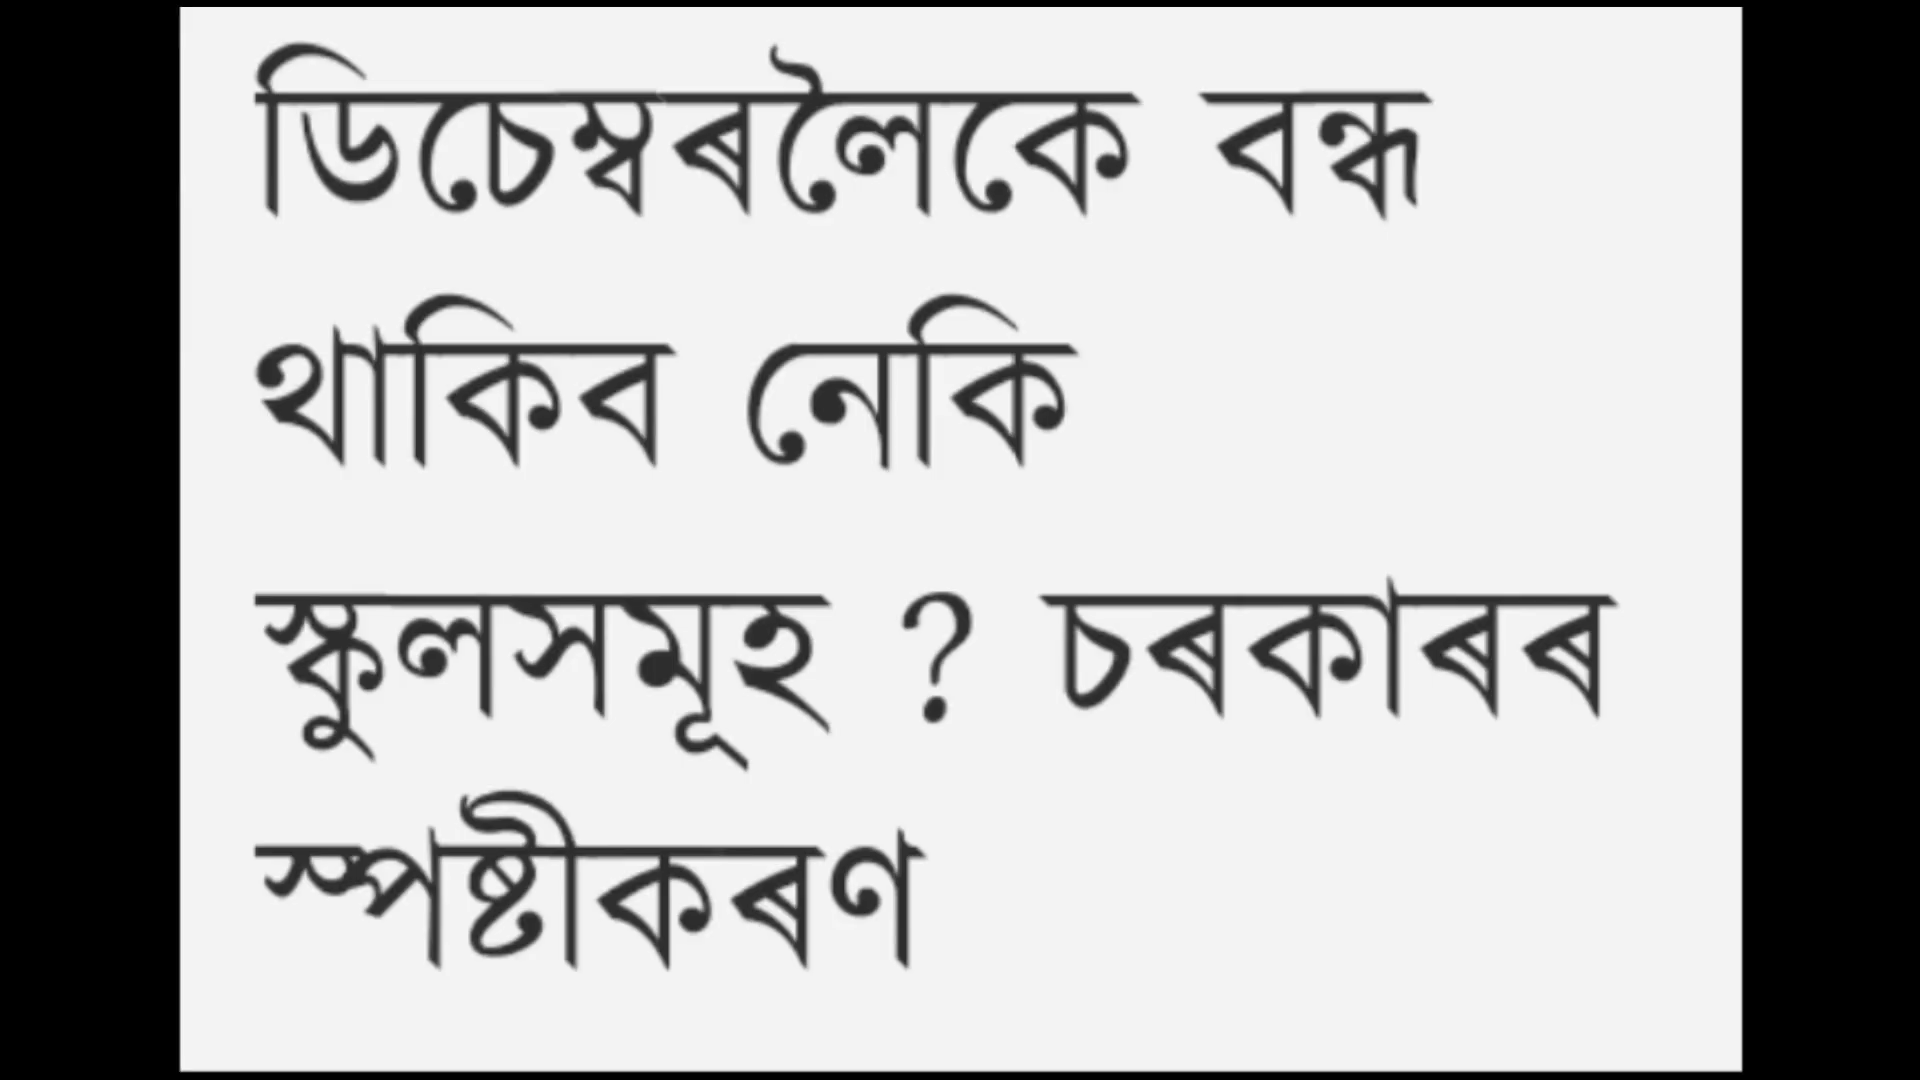 ডিচেম্বৰলৈকে বন্ধ
থাকিব নেকি
স্কুলসমূহ ? চৰকাৰৰ
স্পষ্টীকৰণ